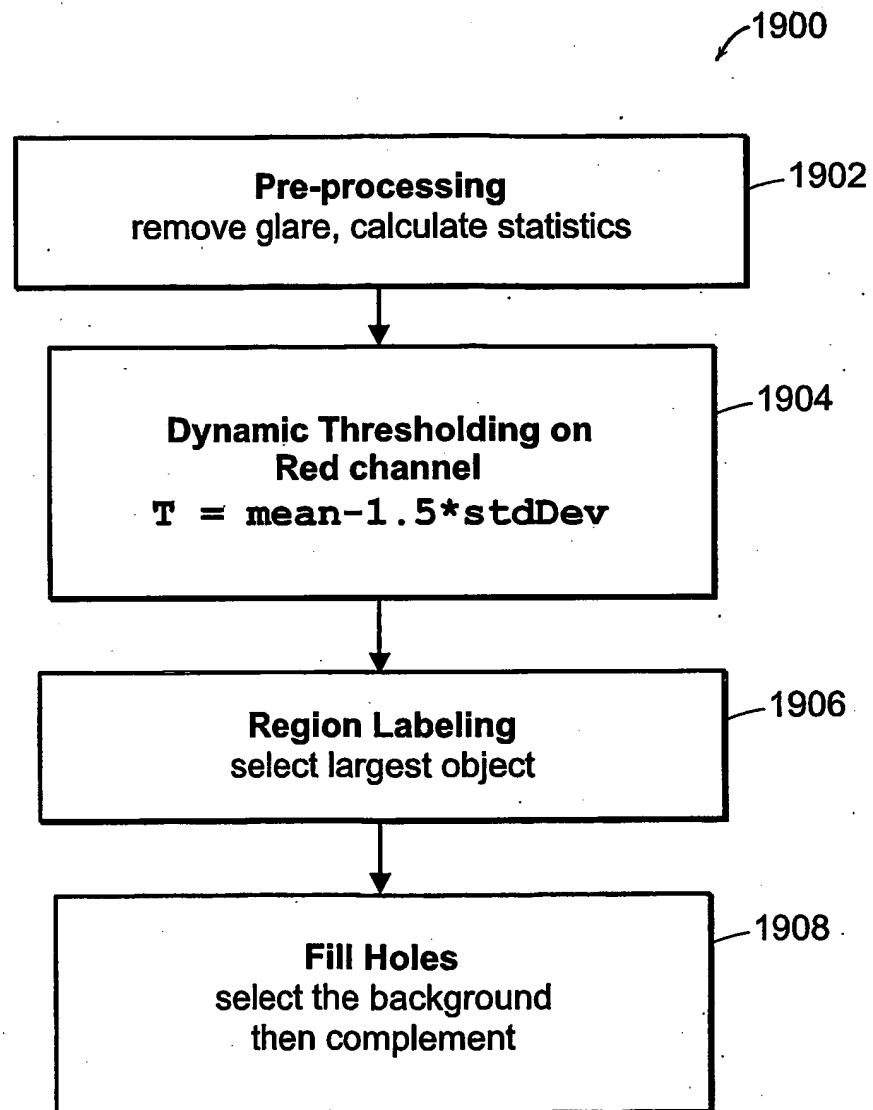 1900
Pre-processing
remove glare, calculate statistics
1902
Dynamic Thresholding on
Red channel
T = mean-1.5*stdDev
1904
Region Labeling
select largest object
1906
Fill Holes
select the background
then complement
1908